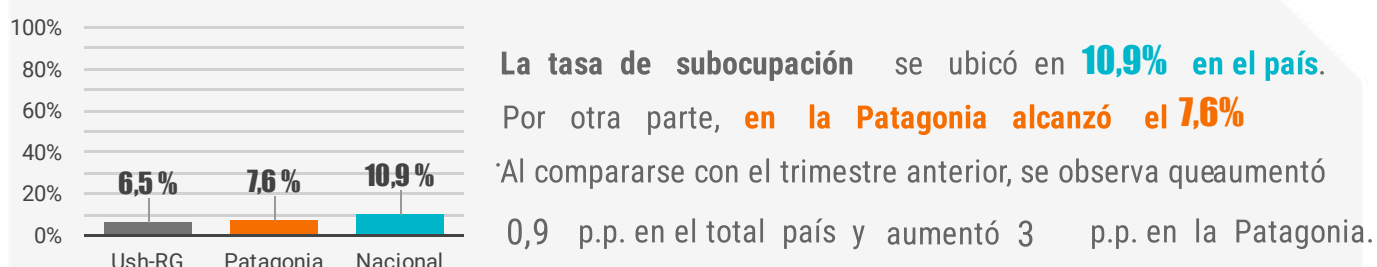 100%
80%
60%
40%
20%
0%
6,5 %
7,6 %
10,9 %
Ush-RG
Patagonia
Nacional
La tasa de subocupación se ubicó en 10,9% en el país.
Por otra parte, en la Patagonia alcanzó el 7,6%
.Al compararse con el trimestre anterior, se observa queaumentó
0,9 p.p. en el total país y aumentó 3 p.p. en la Patagonia.